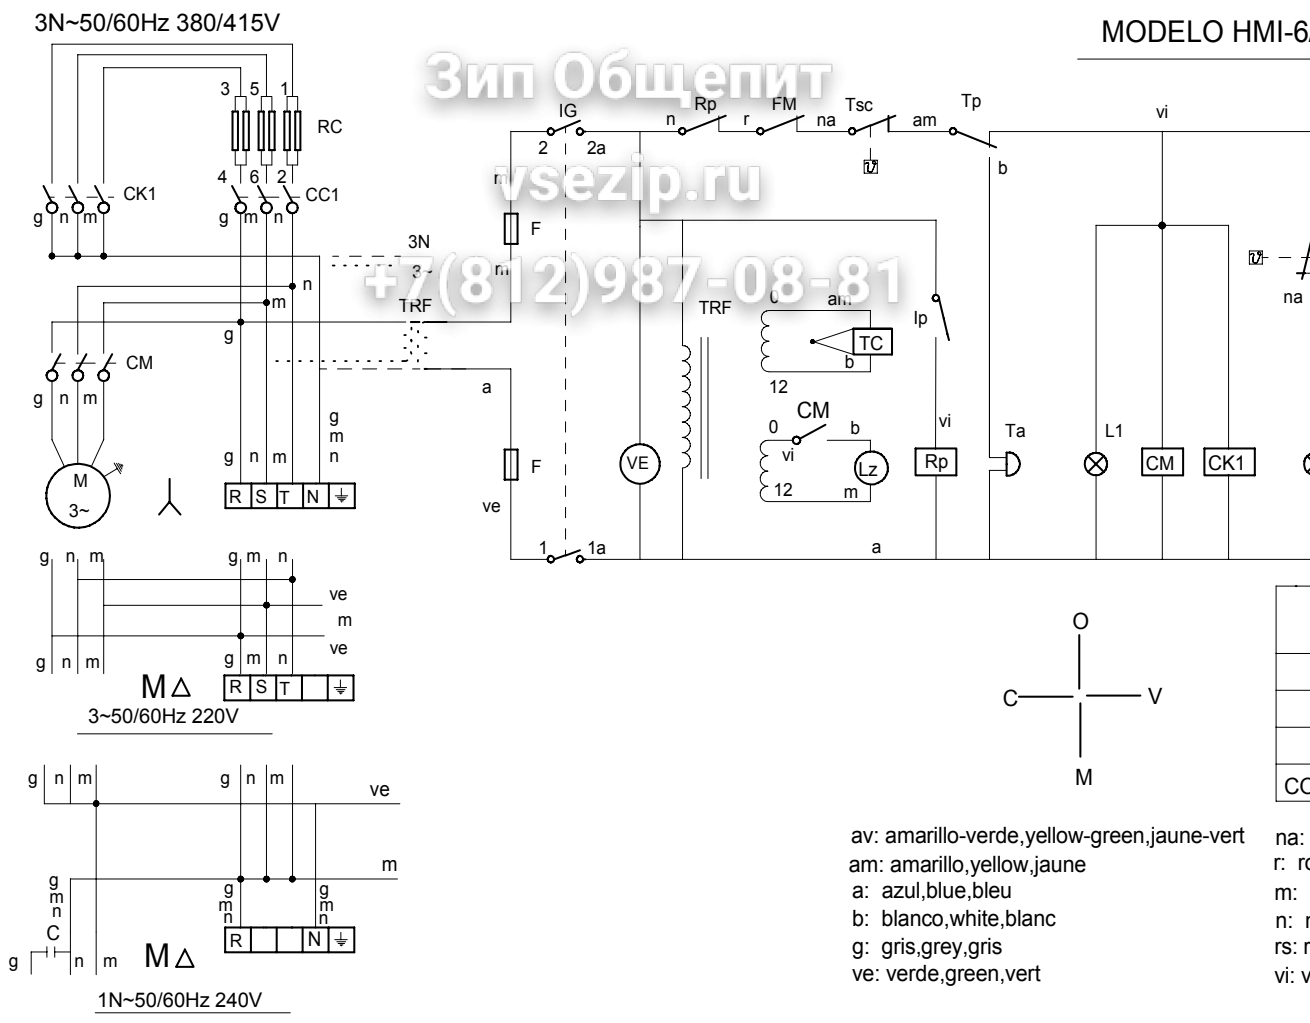 3N~50/60Hz 380/415V
MODELO HMI-6
Зип Общепит
vsezip.ru
+7(812)987-08-81
3 5 1
RC
4 6 2
CK1
CC1
g n m
g m n
IG
2 2a
m
F
m
n Rp r FM na Tsc am Tp
vi
b
3N
3~
TRF
n
m
g
CM
g n m
g
m
n
g n m
M
3~
R S T N
a
F
ve
1 1a
VE
TRF
0 am
TC
b
12
CM
0 b
vi
Lz
12 m
Ip
vi
Rp
Ta
L1
CM
CK1
na
a
g n m
g m n
ve
m
ve
g n m
g m n
M
R S T
3~50/60Hz 220V
g n m
g n m
ve
m
g
m
n
g
m
n
g
m
n
C
g n m
M
R N
1N~50/60Hz 240V
O
C V
M
av: amarillo-verde,yellow-green,jaune-vert
am: amarillo,yellow,jaune
a: azul,blue,bleu
b: blanco,white,blanc
g: gris,grey,gris
ve: verde,green,vert
na:
r:
m:
n:
rs:
vi: